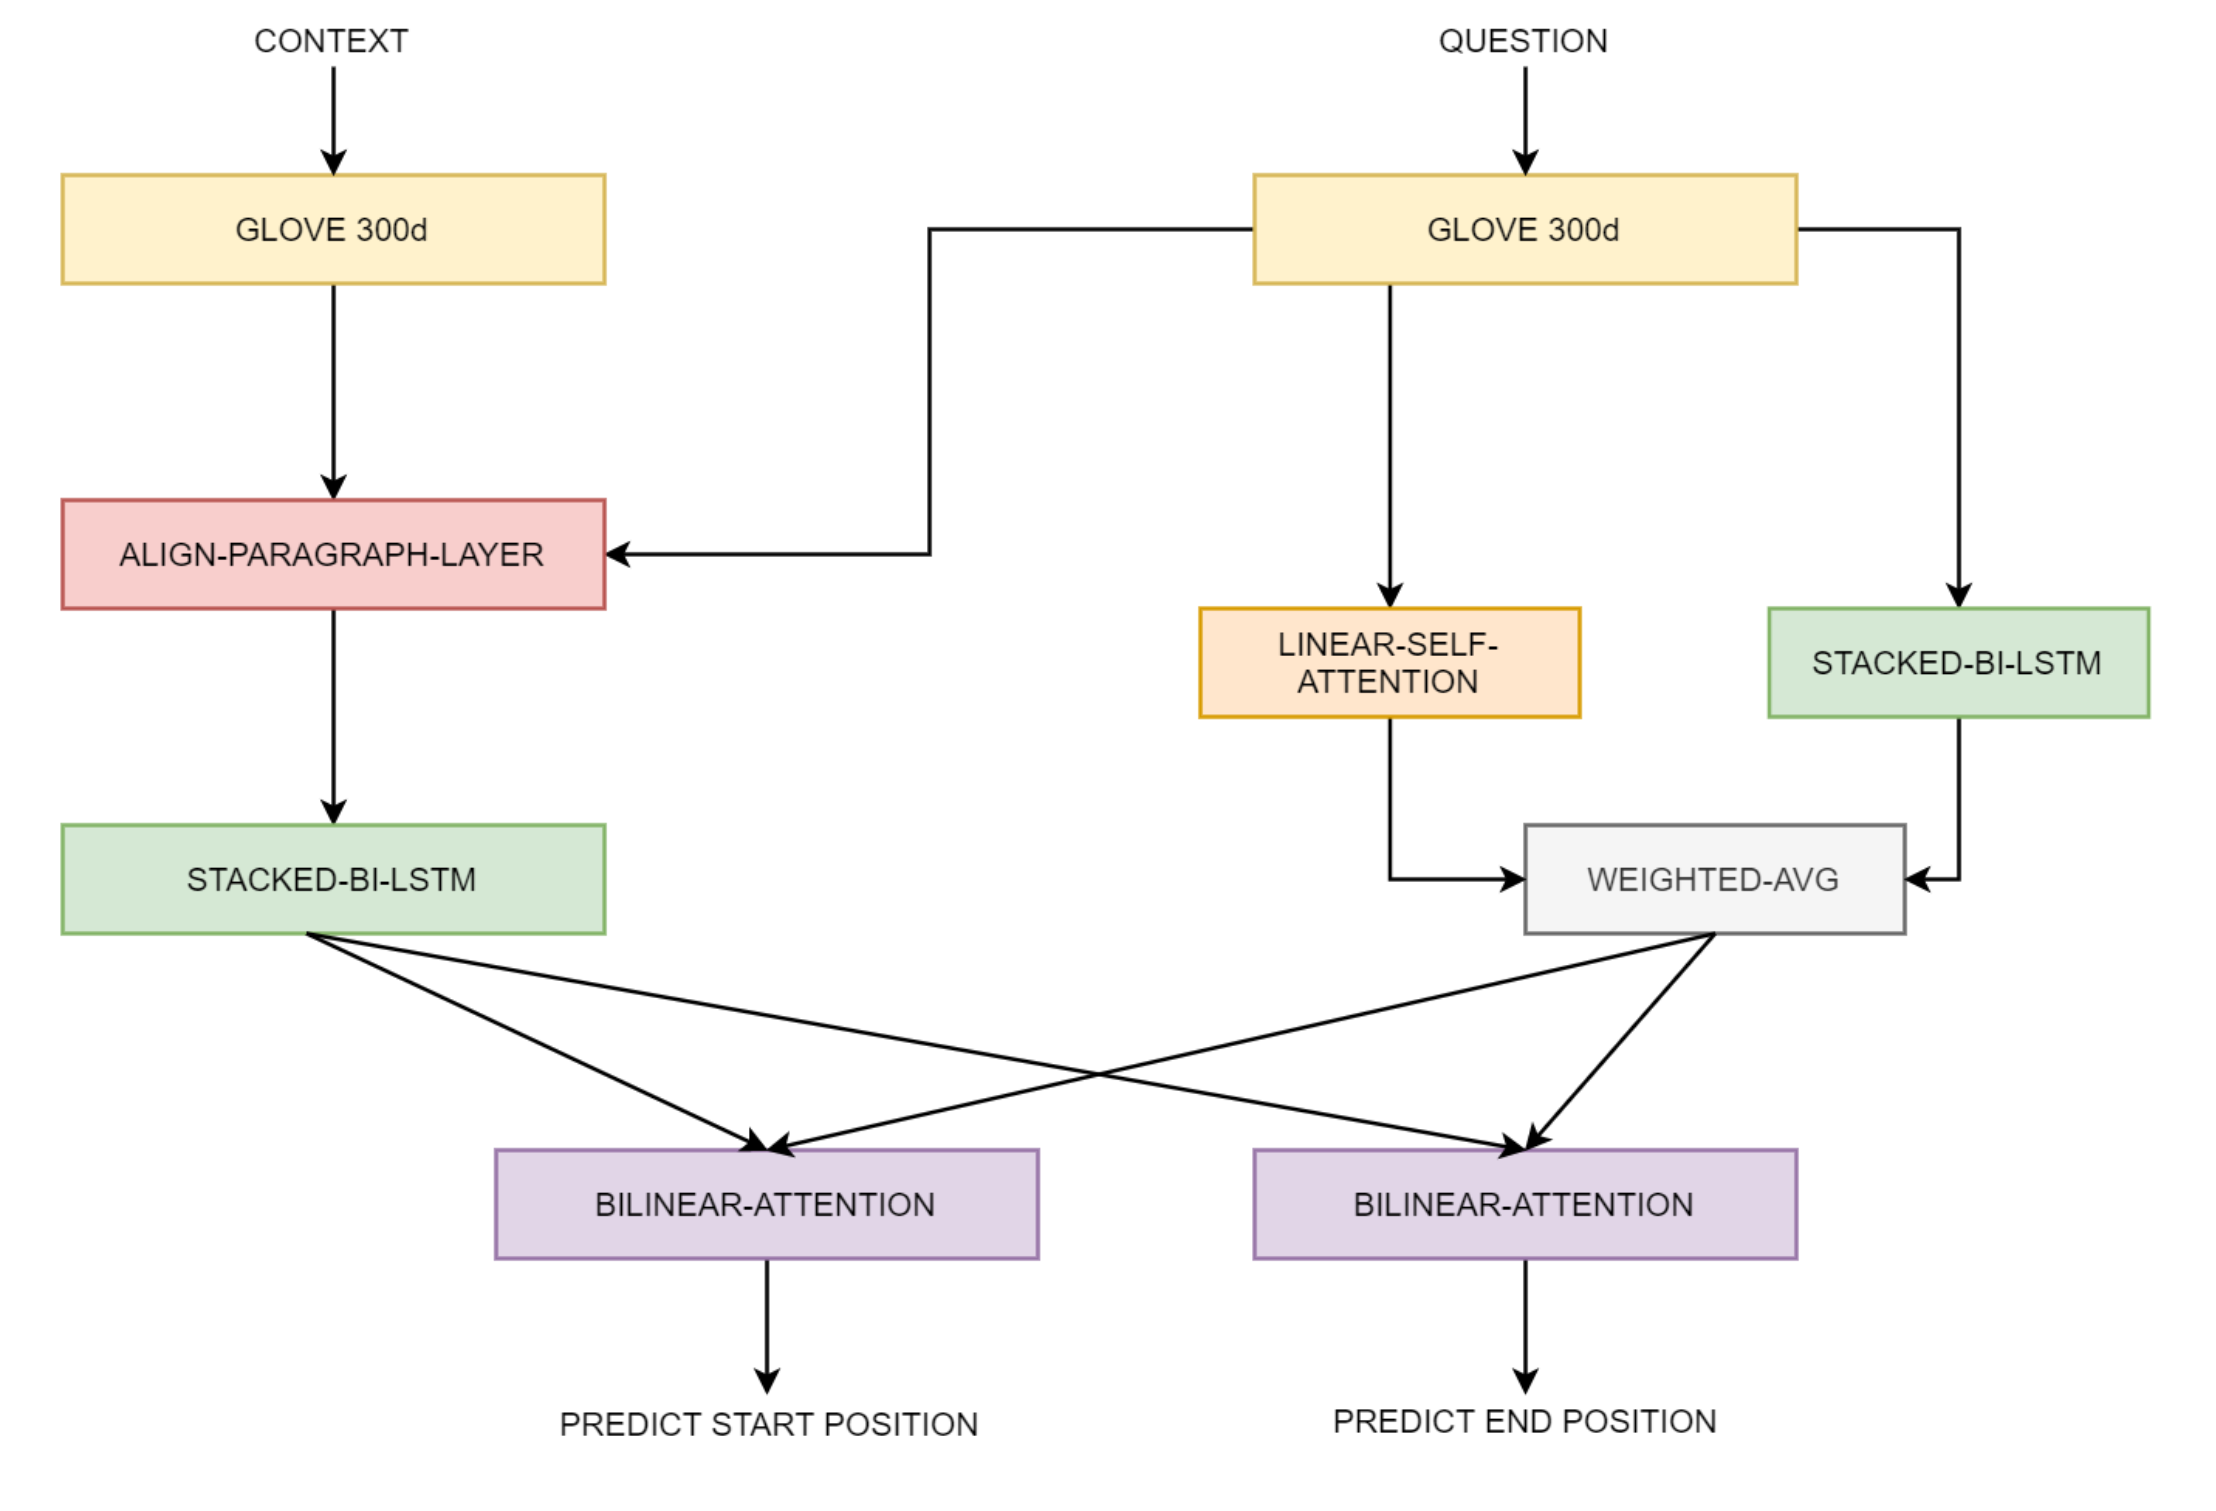 CONTEXT
QUESTION
GLOVE 300d
GLOVE 300d
ALIGN-PARAGRAPH-LAYER
LINEAR-SELF-
ATTENTION
STACKED-BI-LSTM
STACKED-BI-LSTM
WEIGHTED-AVG
BILINEAR-ATTENTION
BILINEAR-ATTENTION
PREDICT START POSITION
PREDICT END POSITION